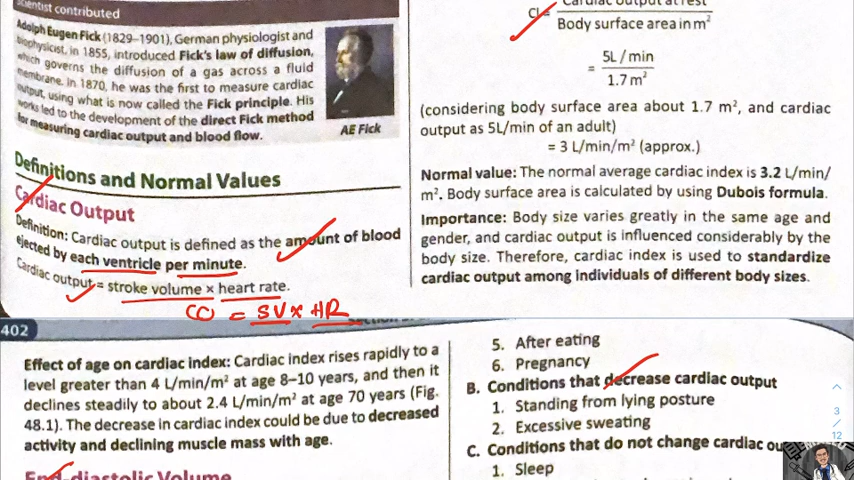 Scientist contributed
Adolph Eugen Fick (1829–1901), German physiologist and
biophysicist, in 1855, introduced Fick's law of diffusion,
which governs the diffusion of a gas across a fluid
membrane. In 1870, he was the first to measure cardiac
output, using what is now called the Fick principle. His
works led to the development of the direct Fick method
for measuring cardiac output and blood flow.
AE Fick
Definitions and Normal Values
Cardiac Output
Definition: Cardiac output is defined as the amount of blood
ejected by each ventricle per minute.
Cardiac output = stroke volume × heart rate.
CO = SV × HR
CI = Cardiac output at rest
Body surface area in m²
= 5L / min
1.7 m²
(considering body surface area about 1.7 m², and cardiac
output as 5L/min of an adult)
= 3 L/min/m² (approx.)
Normal value: The normal average cardiac index is 3.2 L/min/
m². Body surface area is calculated by using Dubois formula.
Importance: Body size varies greatly in the same age and
gender, and cardiac output is influenced considerably by the
body size. Therefore, cardiac index is used to standardize
cardiac output among individuals of different body sizes.
402
Effect of age on cardiac index: Cardiac index rises rapidly to a
level greater than 4 L/min/m² at age 8–10 years, and then it
declines steadily to about 2.4 L/min/m² at age 70 years (Fig.
48.1). The decrease in cardiac index could be due to decreased
activity and declining muscle mass with age.
End-diastolic Volume
5. After eating
6. Pregnancy
B. Conditions that decrease cardiac output
1. Standing from lying posture
2. Excessive sweating
C. Conditions that do not change cardiac ou
1. Sleep
3
/
12